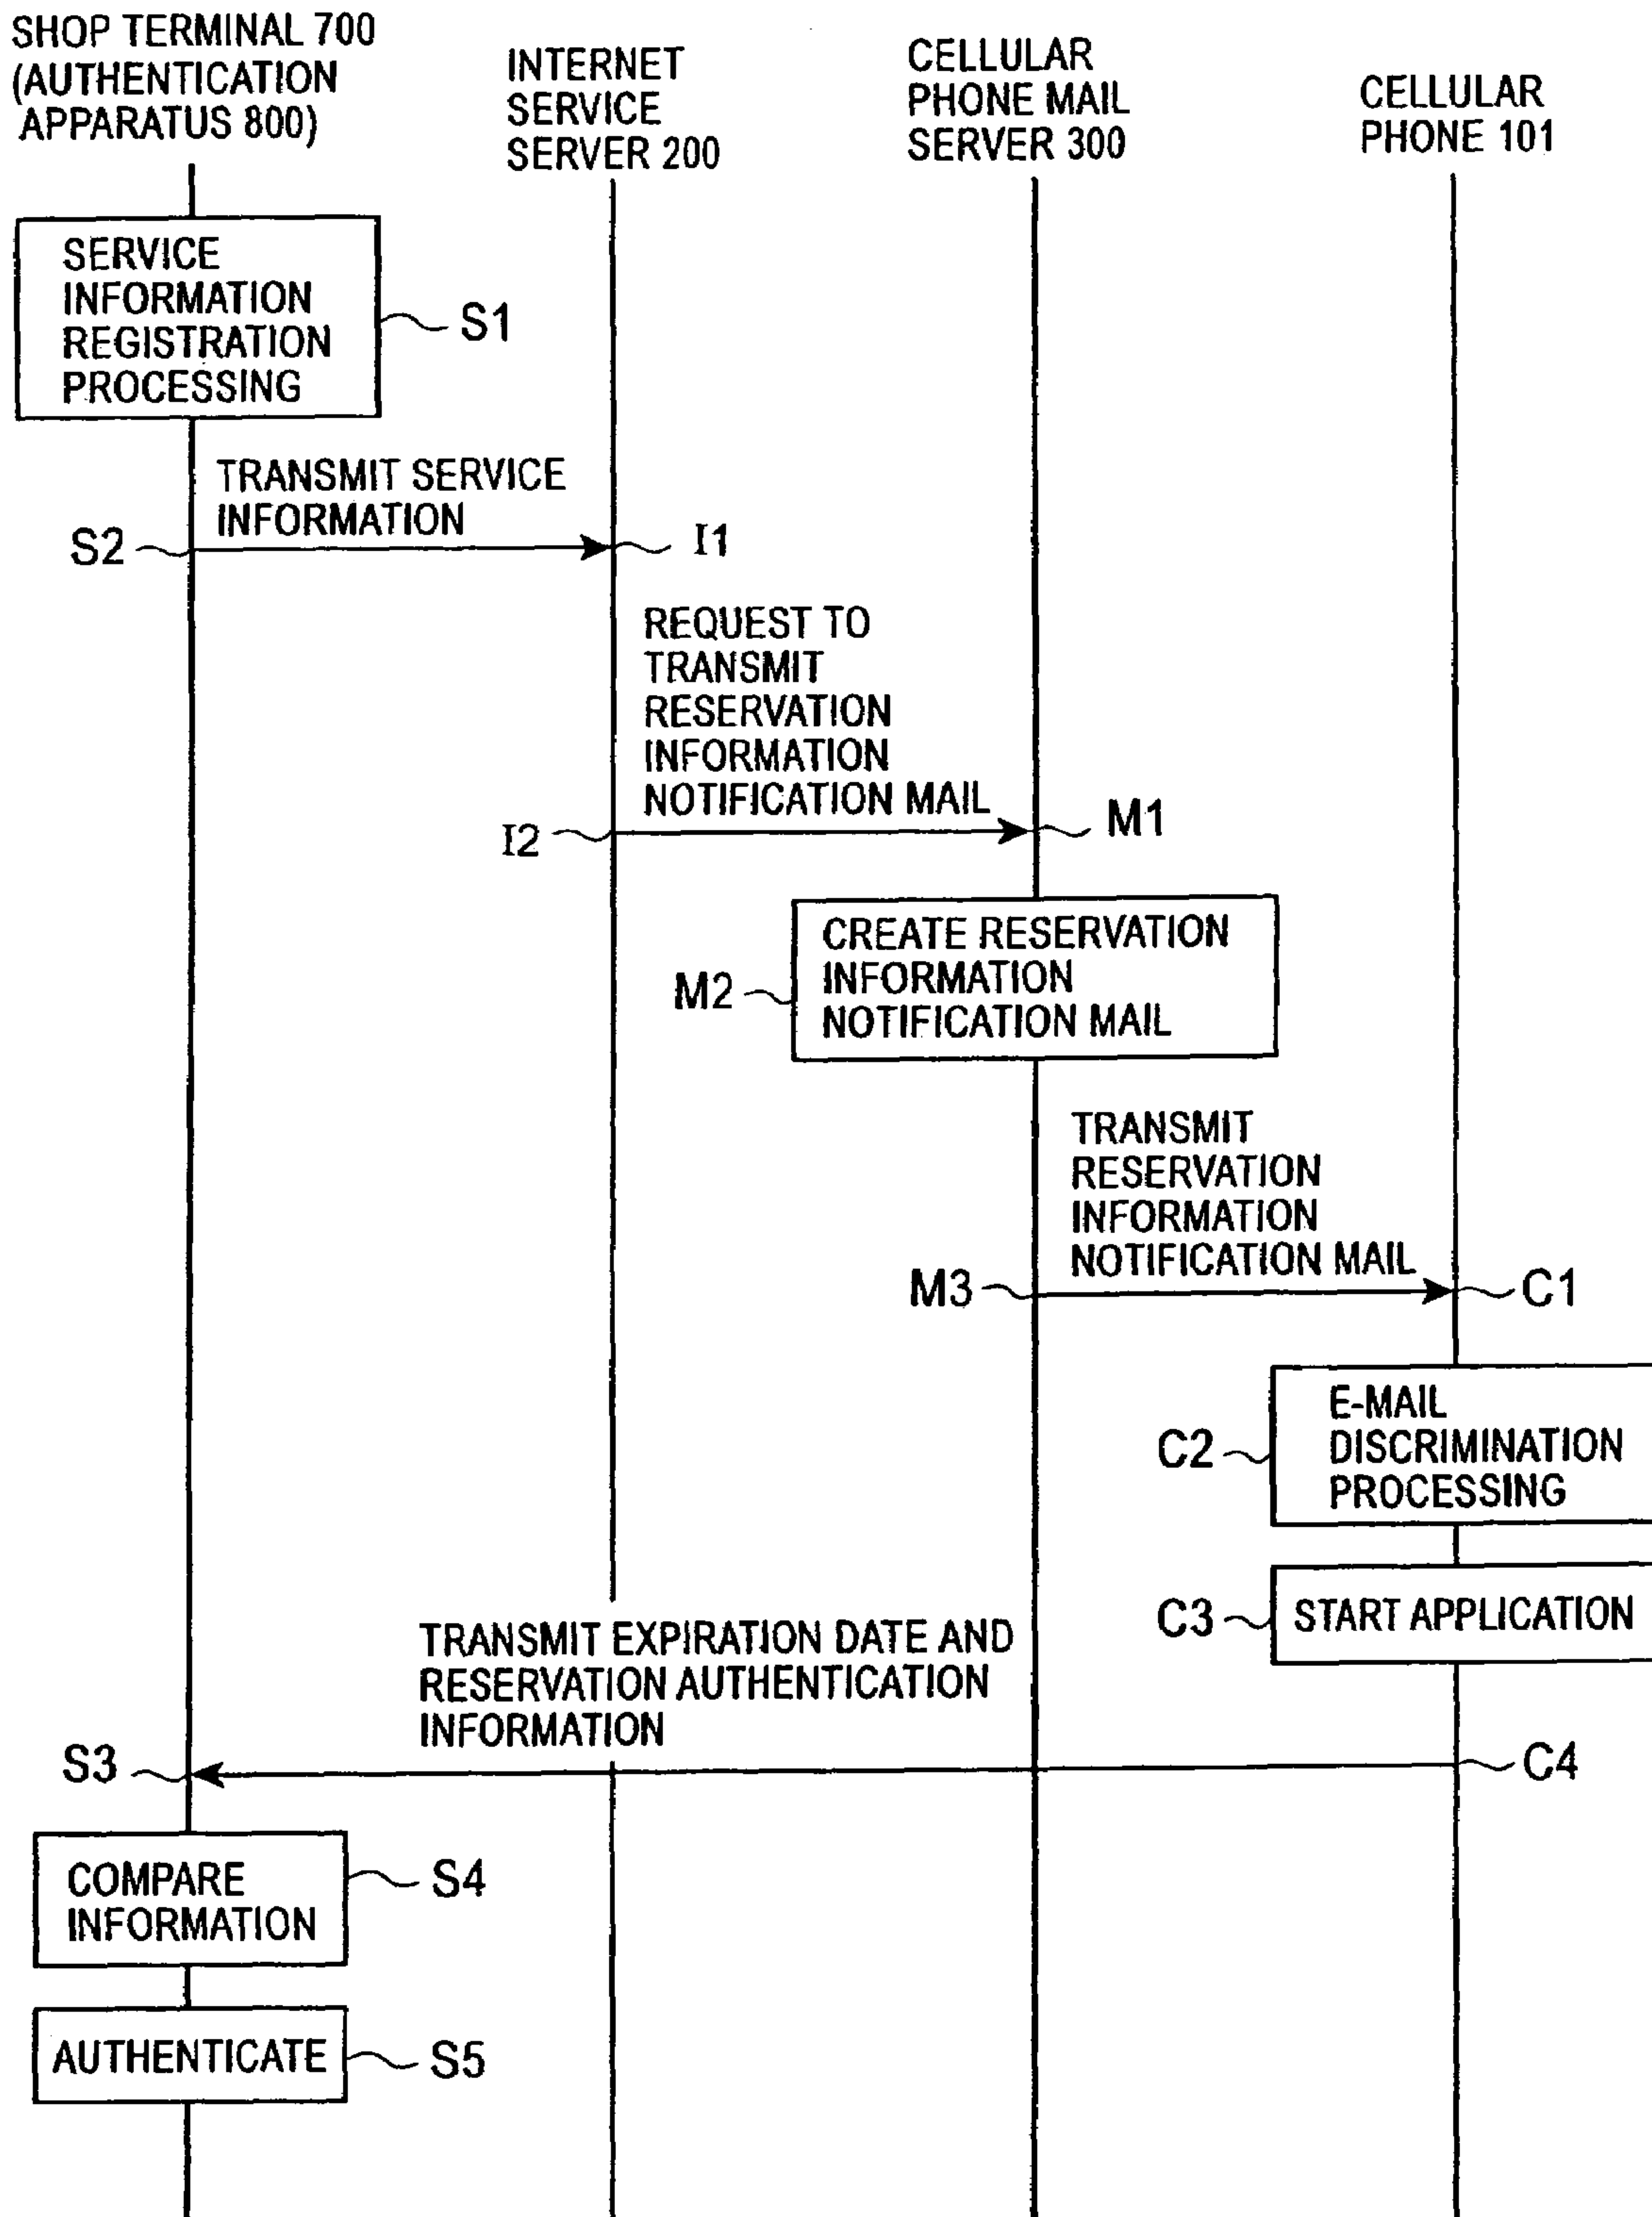 SHOP TERMINAL 700
(AUTHENTICATION
APPARATUS 800)
INTERNET
SERVICE
SERVER 200
CELLULAR
PHONE MAIL
SERVER 300
CELLULAR
PHONE 101
SERVICE
INFORMATION
REGISTRATION
PROCESSING
S1
TRANSMIT SERVICE
INFORMATION
S2
I1
REQUEST TO
TRANSMIT
RESERVATION
INFORMATION
NOTIFICATION MAIL
I2
M1
CREATE RESERVATION
INFORMATION
NOTIFICATION MAIL
M2
TRANSMIT
RESERVATION
INFORMATION
NOTIFICATION MAIL
M3
C1
E-MAIL
DISCRIMINATION
PROCESSING
C2
START APPLICATION
C3
TRANSMIT EXPIRATION DATE AND
RESERVATION AUTHENTICATION
INFORMATION
S3
C4
COMPARE
INFORMATION
S4
AUTHENTICATE
S5